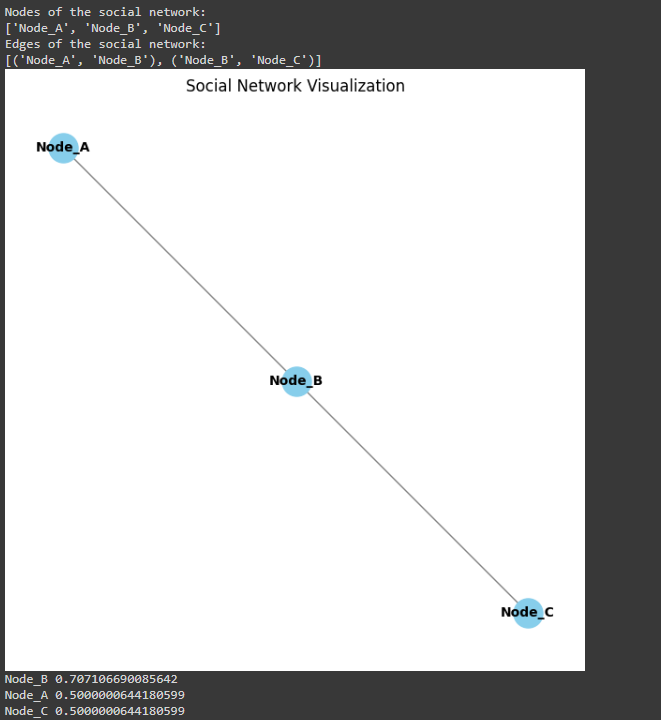 Nodes of the social network:
['Node_A', 'Node_B', 'Node_C']
Edges of the social network:
[('Node_A', 'Node_B'), ('Node_B', 'Node_C')]
Social Network Visualization
Node_A
Node_B
Node_C
Node_B 0.707106690085642
Node_A 0.5000000644180599
Node_C 0.5000000644180599